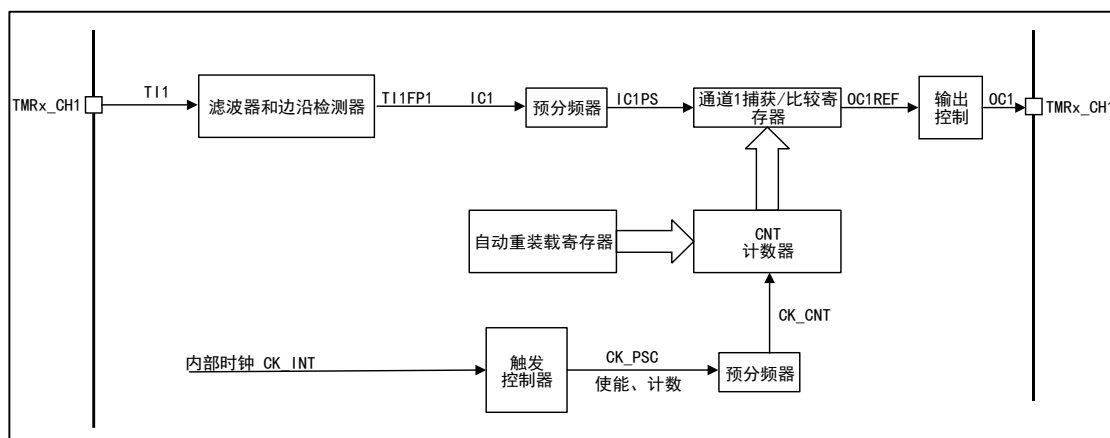 TMRx_CH1
TI1
滤波器和边沿检测器
TI1FP1
IC1
预分频器
IC1PS
通道1捕获/比较寄
存器
OC1REF
输出
控制
OC1
TMRx_CH1
自动重装载寄存器
CNT
计数器
CK_CNT
内部时钟 CK_INT
触发
控制器
CK_PSC
使能、计数
预分频器